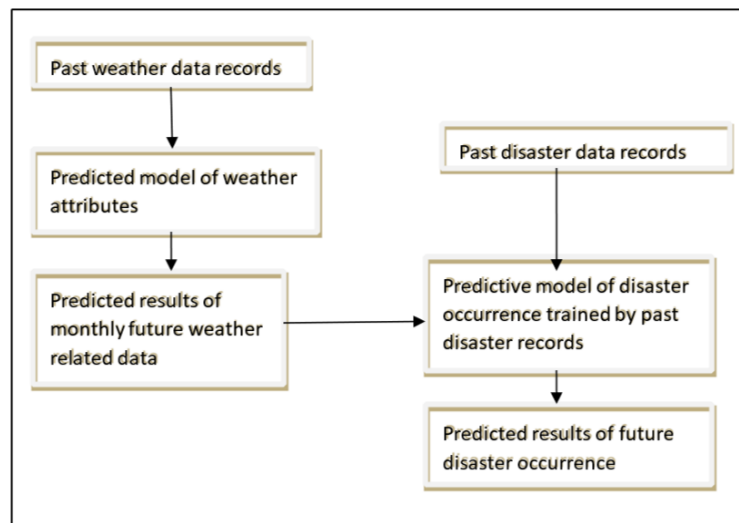 Past weather data records
Predicted model of weather
attributes
Predicted results of
monthly future weather
related data
Past disaster data records
Predictive model of disaster
occurrence trained by past
disaster records
Predicted results of future
disaster occurrence